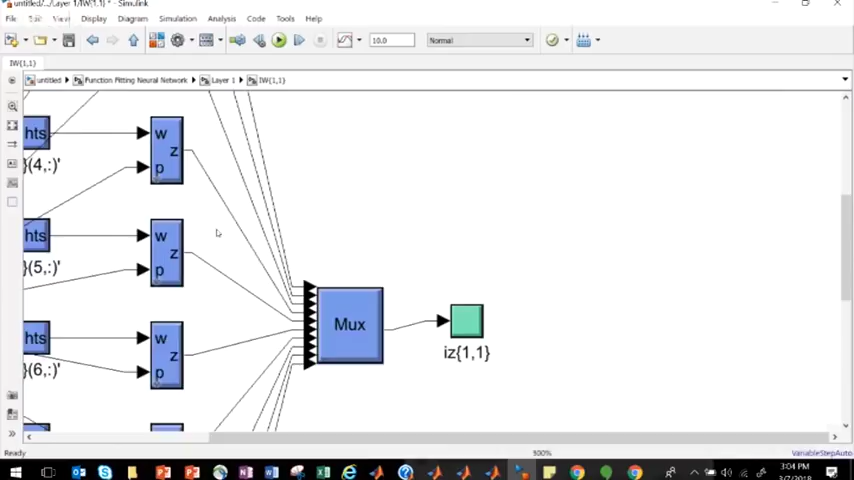 untitled/.../Layer 1/IW{1,1} * - Simulink
File Edit View Display Diagram Simulation Analysis Code Tools Help
10.0 Normal
IW{1,1}
untitled Function Fitting Neural Network Layer 1 IW{1,1}
hts w z p
}(4,:)'
hts w z p
}(5,:)'
Mux
iz{1,1}
hts w z p
}(6,:)'
Ready 300% VariableStepAuto
3:04 PM
3/7/2018